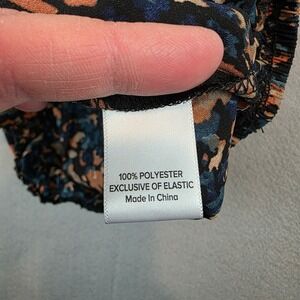 100% POLYESTER
EXCLUSIVE OF ELASTIC
Made In China